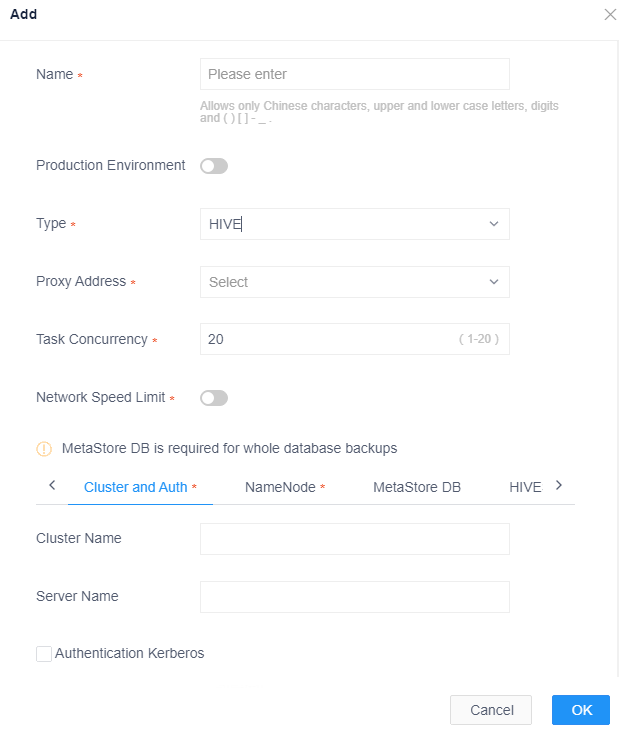 Add
Name *
Please enter
Allows only Chinese characters, upper and lower case letters, digits
and ( ) [ ] - _ .
Production Environment
Type *
HIVE
Proxy Address *
Select
Task Concurrency *
20
( 1-20 )
Network Speed Limit *
MetaStore DB is required for whole database backups
Cluster and Auth * NameNode * MetaStore DB HIVE
Cluster Name
Server Name
Authentication Kerberos
Cancel OK